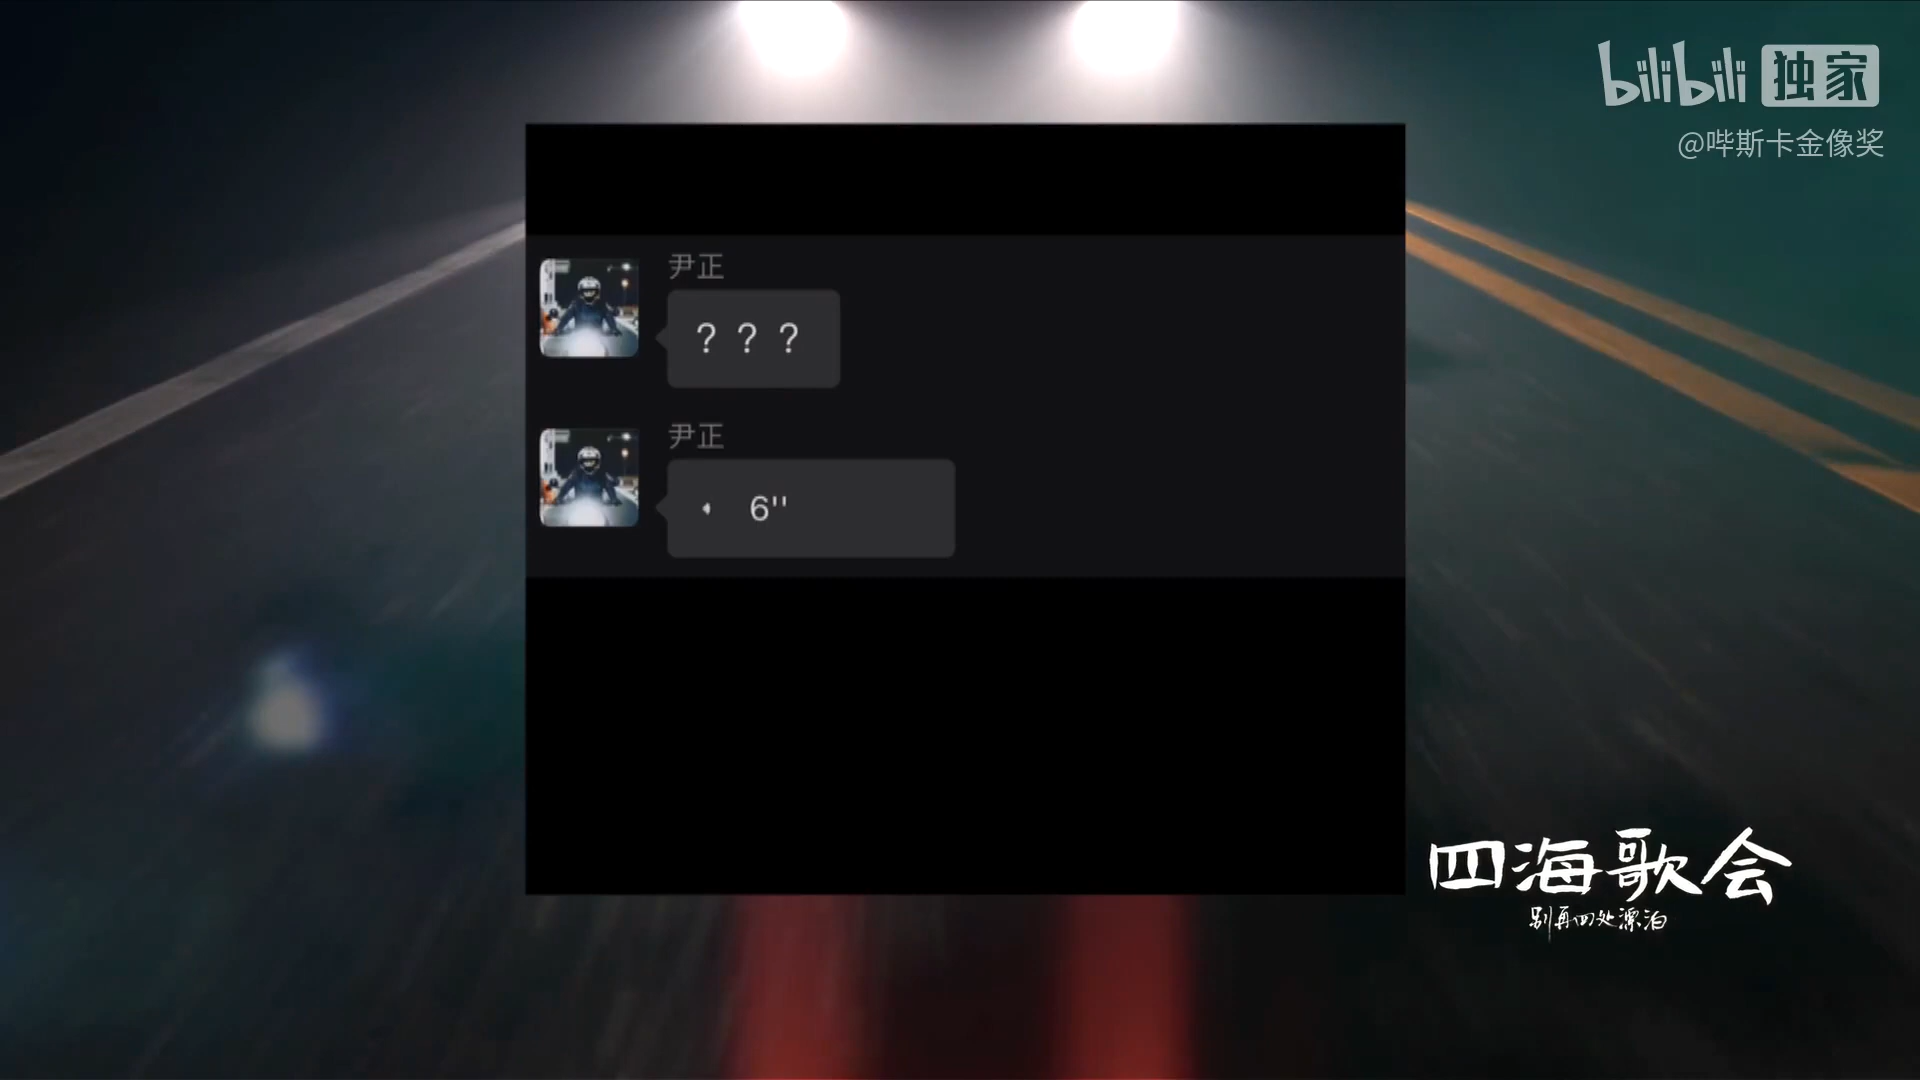 bilibili 独家
@哔斯卡金像奖
尹正
？？？
尹正
6''
四海歌会
别再四处漂泊